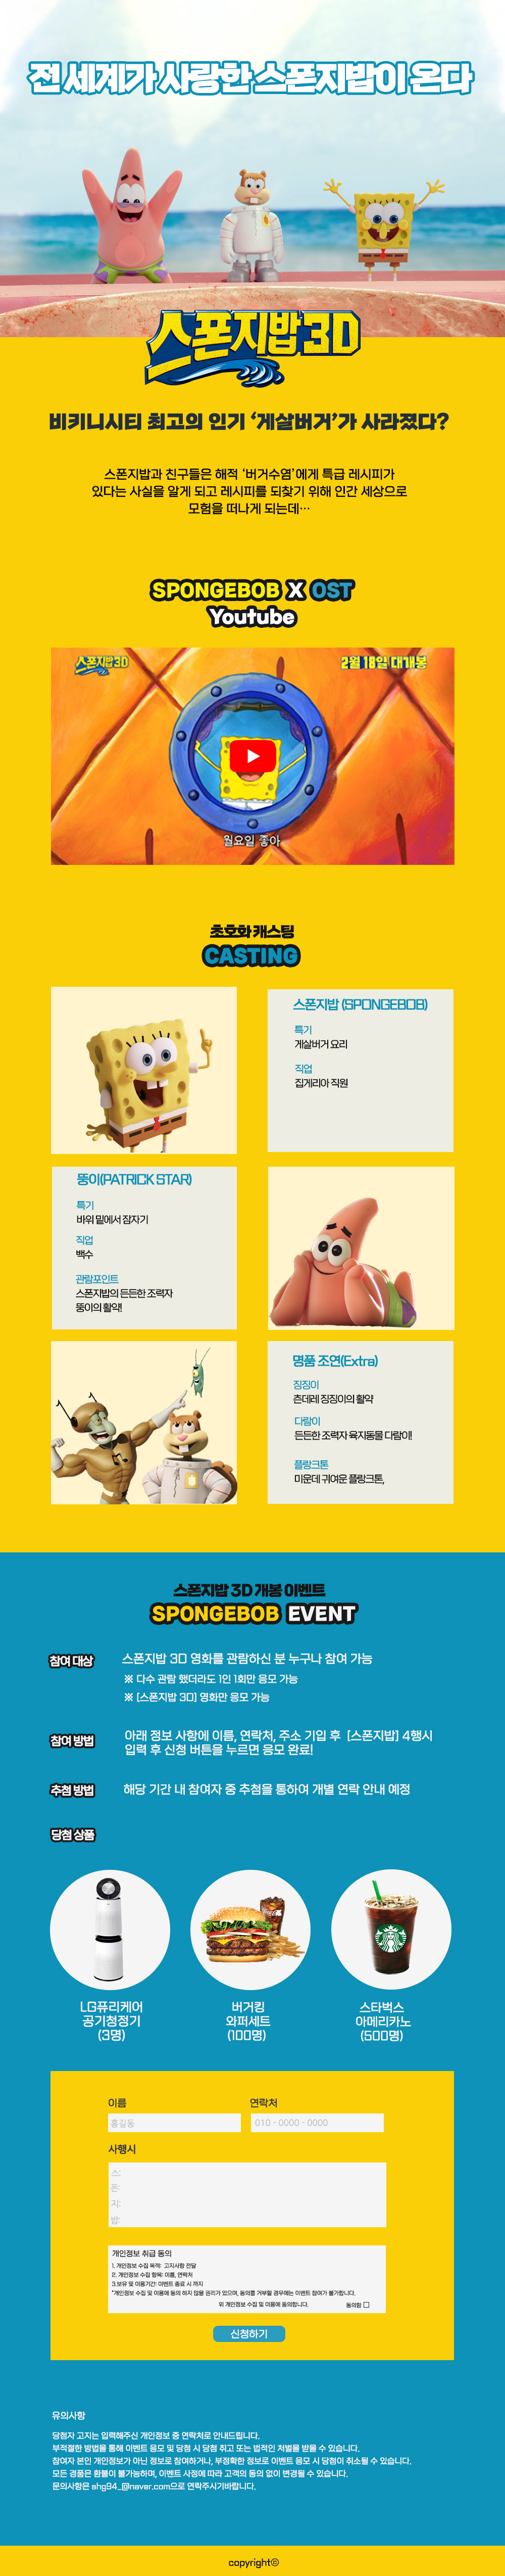 전 세계가 사랑한 스폰지밥이 온다
스폰지밥3D
비키니시티 최고의 인기 ‘게살버거’가 사라졌다?
스폰지밥과 친구들은 해적 ‘버거수염’에게 특급 레시피가
있다는 사실을 알게 되고 레시피를 되찾기 위해 인간 세상으로
모험을 떠나게 되는데…
SPONGEBOB X OST
Youtube
스폰지밥3D
2월 18일 대개봉
월요일 좋아
초호화 캐스팅
CASTING
스폰지밥 (SPONGEBOB)
특기
게살버거 요리
직업
집게리아 직원
뚱이(PATRICK STAR)
특기
바위 밑에서 잠자기
직업
백수
관람포인트
스폰지밥의 든든한 조력자
뚱이의 활약!
명품 조연(Extra)
징징이
츤데레 징징이의 활약
다람이
든든한 조력자 육지동물 다람이!
플랑크톤
미운데 귀여운 플랑크톤,
스폰지밥 3D 개봉 이벤트
SPONGEBOB EVENT
참여 대상
스폰지밥 3D 영화를 관람하신 분 누구나 참여 가능
※ 다수 관람 했더라도 1인 1회만 응모 가능
※ [스폰지밥 3D] 영화만 응모 가능
참여 방법
아래 정보 사항에 이름, 연락처, 주소 기입 후 [스폰지밥] 4행시
입력 후 신청 버튼을 누르면 응모 완료!
추첨 방법
해당 기간 내 참여자 중 추첨을 통하여 개별 연락 안내 예정
당첨 상품
LG퓨리케어
공기청정기
(3명)
버거킹
와퍼세트
(100명)
스타벅스
아메리카노
(500명)
이름
연락처
홍길동
010 - 0000 - 0000
사행시
스:
폰:
지:
밥:
개인정보 취급 동의
1. 개인정보 수집 목적: 고지사항 전달
2. 개인정보 수집 항목: 이름, 연락처
3.보유 및 이용기간: 이벤트 종료 시 까지
*개인정보 수집 및 이용에 동의 하지 않을 권리가 있으며, 동의를 거부할 경우에는 이벤트 참여가 불가합니다.
위 개인정보 수집 및 이용에 동의합니다.
동의함
신청하기
유의사항
당첨자 고지는 입력해주신 개인정보 중 연락처로 안내드립니다.
부적절한 방법을 통해 이벤트 응모 및 당첨 시 당첨 취고 또는 법적인 처벌을 받을 수 있습니다.
참여자 본인 개인정보가 아닌 정보로 참여하거나, 부정확한 정보로 이벤트 응모 시 당첨이 취소될 수 있습니다.
모든 경품은 환불이 불가능하며, 이벤트 사정에 따라 고객의 동의 없이 변경될 수 있습니다.
문의사항은 shg94_@naver.com으로 연락주시기바랍니다.
copyright©